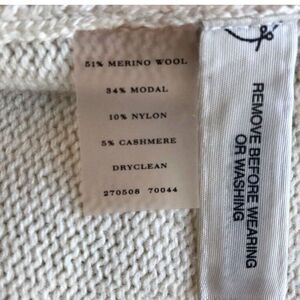 51% MERINO WOOL
34% MODAL
10% NYLON
5% CASHMERE
DRYCLEAN
270508 70044
REMOVE BEFORE WEARING
OR WASHING